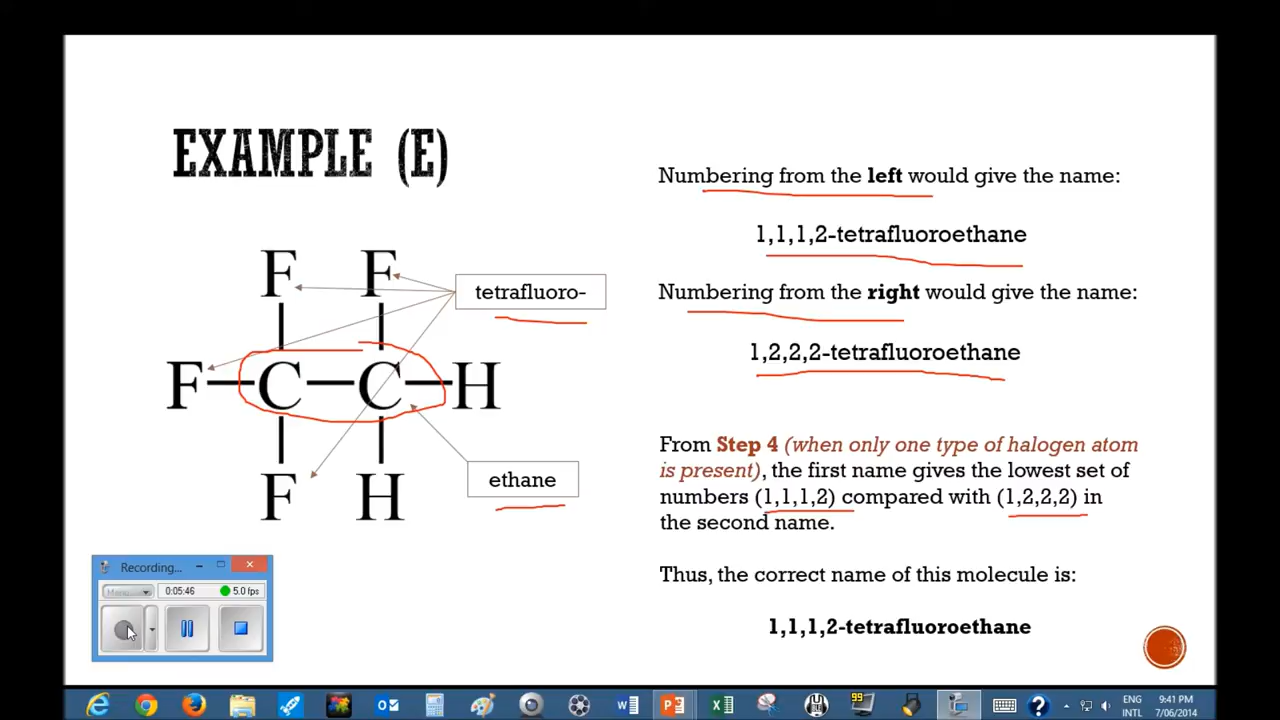 EXAMPLE (E)
Numbering from the left would give the name:
1,1,1,2-tetrafluoroethane
Numbering from the right would give the name:
1,2,2,2-tetrafluoroethane
From Step 4 (when only one type of halogen atom
is present), the first name gives the lowest set of
numbers (1,1,1,2) compared with (1,2,2,2) in
the second name.
Thus, the correct name of this molecule is:
1,1,1,2-tetrafluoroethane
F F
tetrafluoro-
F C C H
ethane
F H
Recording...
0:05:46 5.0 fps
99
ENG 9:41 PM
INTL 7/06/2014